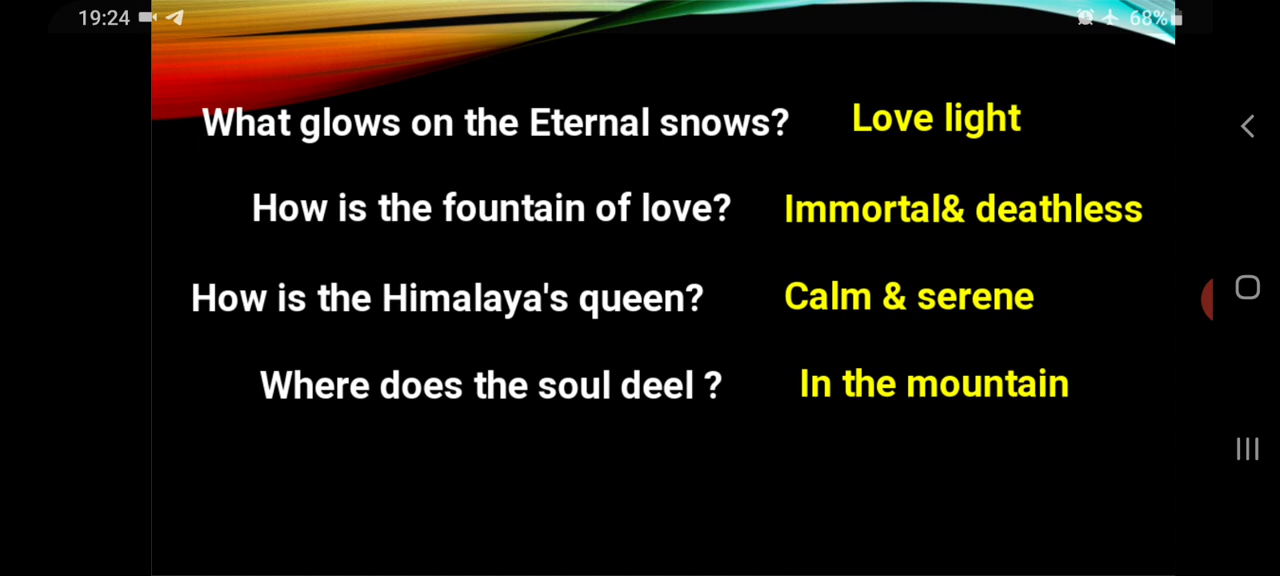 19:24 68%
What glows on the Eternal snows? Love light
How is the fountain of love? Immortal& deathless
How is the Himalaya's queen? Calm & serene
Where does the soul deel ? In the mountain